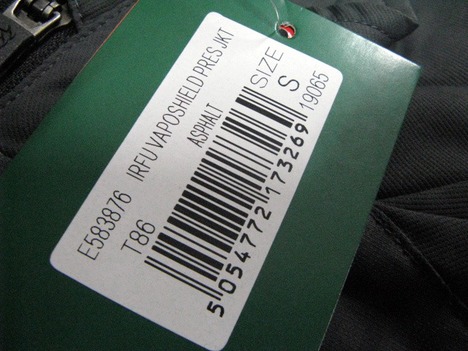 E583876 IRFU VAPOSHIELD PRES JKT
T86 ASPHALT
SIZE
S
19065
5 054772 173269